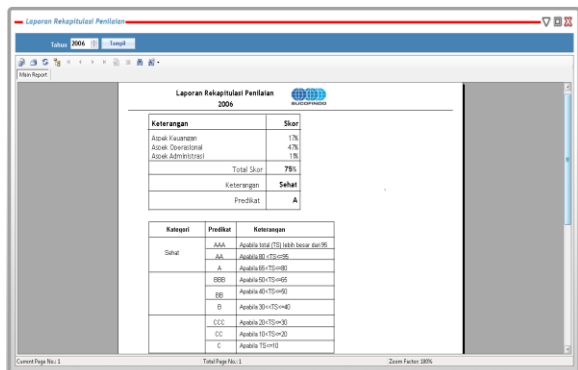 Laporan Rekapitulasi Penilaian
Tahun 2006 Tampil
Main Report
Laporan Rekapitulasi Penilaian
2006
SUCOFINDO
Keterangan Skor
Aspek Keuangan 17%
Aspek Operasional 47%
Aspek Administrasi 11%
Total Skor 75%
Keterangan Sehat
Predikat A
Kategori Predikat Keterangan
Sehat
AAA Apabila total (TS) lebih besar dari 95
AA Apabila 80 <TS<=95
A Apabila 65<TS<=80
BBB Apabila 50<TS<=65
BB Apabila 40<TS<=50
B Apabila 30<<TS<=40
CCC Apabila 20<TS<=30
CC Apabila 10<TS<=20
C Apabila TS<=10
Current Page No.: 1 Total Page No.: 1 Zoom Factor: 100%